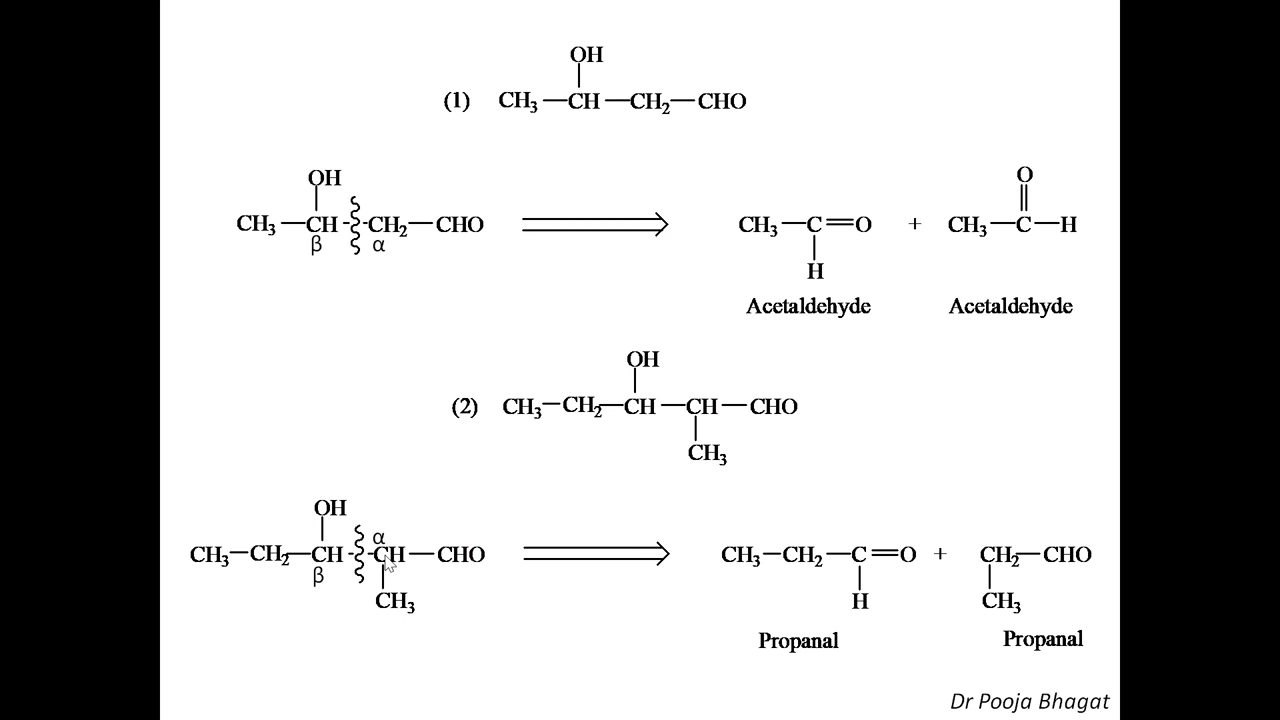 OH
(1) CH3—CH—CH2—CHO
OH O
CH3—CH-CH2—CHO CH3—C=O + CH3—C—H
β α
H
Acetaldehyde Acetaldehyde
OH
(2) CH3—CH2—CH—CH—CHO
CH3
OH
α
CH3—CH2—CH-CH—CHO CH3—CH2—C=O + CH2—CHO
β
CH3 H CH3
Propanal Propanal
Dr Pooja Bhagat